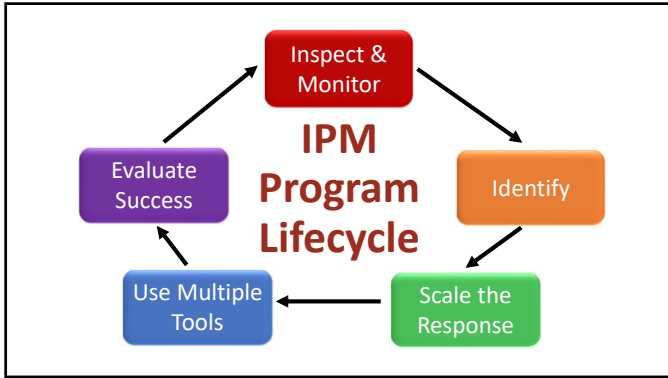 Inspect &
Monitor
IPM
Program
Lifecycle
Identify
Scale the
Response
Use Multiple
Tools
Evaluate
Success